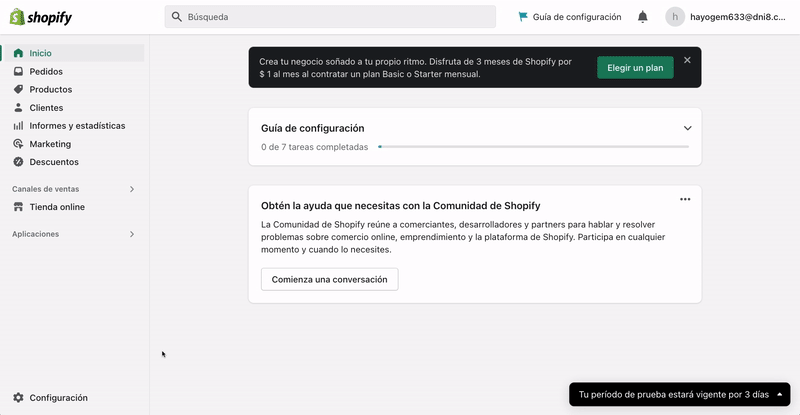 shopify
Búsqueda
Guía de configuración
h
hayogem633@dni8.c...
Inicio
Pedidos
Productos
Clientes
Informes y estadísticas
Marketing
Descuentos
Canales de ventas
Tienda online
Aplicaciones
Configuración
Crea tu negocio soñado a tu propio ritmo. Disfruta de 3 meses de Shopify por
$ 1 al mes al contratar un plan Basic o Starter mensual.
Elegir un plan
Guía de configuración
0 de 7 tareas completadas
Obtén la ayuda que necesitas con la Comunidad de Shopify
La Comunidad de Shopify reúne a comerciantes, desarrolladores y partners para hablar y resolver
problemas sobre comercio online, emprendimiento y la plataforma de Shopify. Participa en cualquier
momento y cuando lo necesites.
Comienza una conversación
Tu período de prueba estará vigente por 3 días